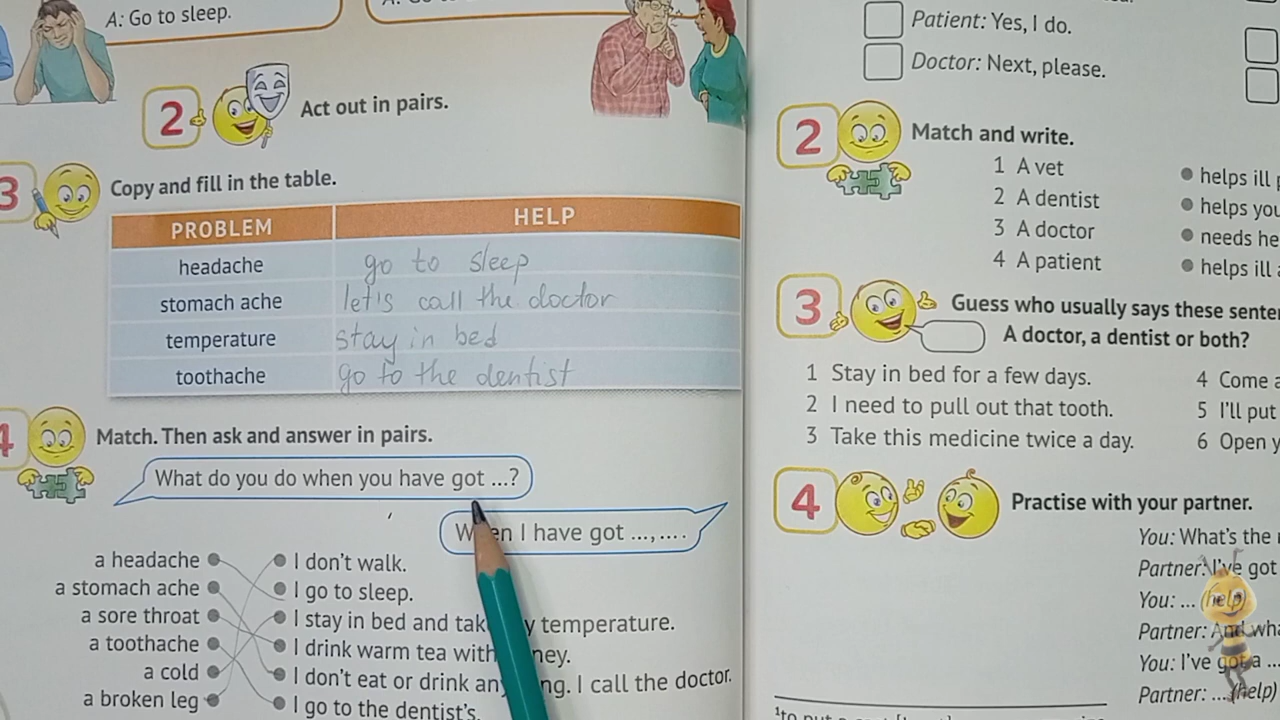 A: Go to sleep.
2 Act out in pairs.
3 Copy and fill in the table.
PROBLEM HELP
headache go to sleep
stomach ache let's call the doctor
temperature stay in bed
toothache go to the dentist
4 Match. Then ask and answer in pairs.
What do you do when you have got ...?
When I have got ..., ... .
a headache I don't walk.
a stomach ache I go to sleep.
a sore throat I stay in bed and temperature.
a toothache I drink warm tea with
a cold I don't eat or drink I call the doctor.
a broken leg I go to the dentist's.
Patient: Yes, I do.
Doctor: Next, please.
2 Match and write.
1 A vet helps ill
2 A dentist helps
3 A doctor needs
4 A patient helps ill
3 Guess who usually says these
A doctor, a dentist or both?
1 Stay in bed for a few days. 4 Come
2 I need to pull out that tooth. 5 I'll put
3 Take this medicine twice a day. 6 Open
4 Practise with your partner.
You: What's the
Partner: I've got
You: ... (help)
Partner: And
You: I've got a ...
Partner: ... (help)